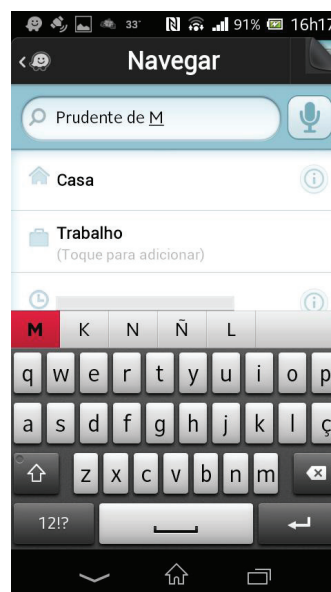 33° 91% 16h17
Navegar
Prudente de M
Casa
Trabalho
(Toque para adicionar)
M K N Ñ L
q w e r t y u i o p
a s d f g h j k l ç
z x c v b n m
12!?